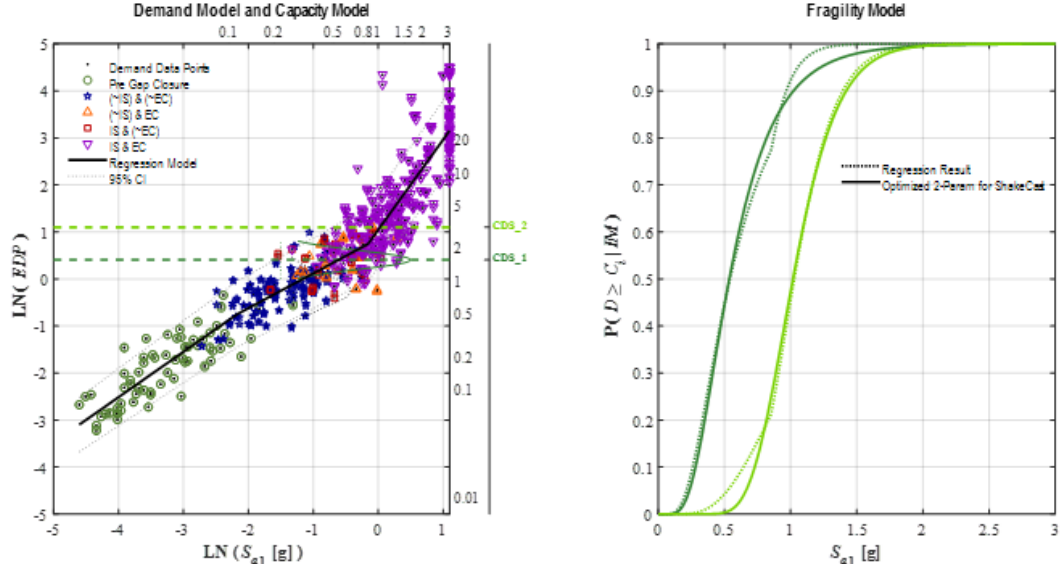 Demand Model and Capacity Model
0.1 0.2 0.5 0.81 1.5 2 3
5
4
3
2
1
0
-1
-2
-3
-4
-5
LN( EDP)
Demand Data Points
Pre Gap Closure
(~IS) & (~EC)
(~IS) & EC
IS & (~EC)
IS & EC
Regression Model
95% CI
20
10
5
2
1
0.5
0.2
0.1
0.01
CDS_2
CDS_1
-5 -4 -3 -2 -1 0 1
LN (Sa1 [g])
Fragility Model
1
0.9
0.8
0.7
0.6
0.5
0.4
0.3
0.2
0.1
0
P( D ≥ Ci | IM)
Regression Result
Optimized 2-Param for ShakeCast
0 0.5 1 1.5 2 2.5 3
Sa1 [g]